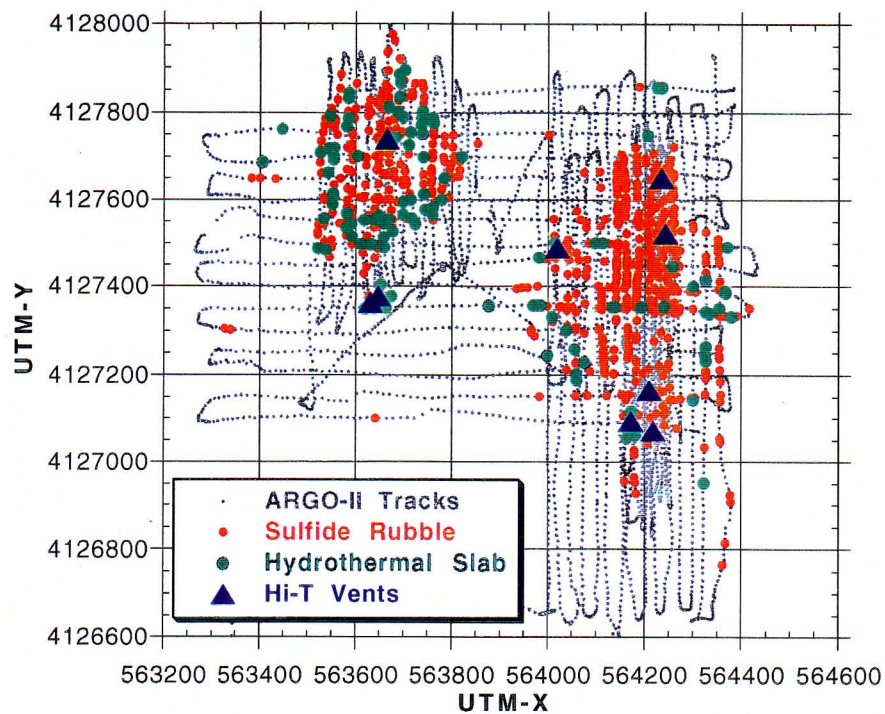 4128000
4127800
4127600
4127400
4127200
4127000
4126800
4126600
UTM-Y
ARGO-II Tracks
Sulfide Rubble
Hydrothermal Slab
Hi-T Vents
563200 563400 563600 563800 564000 564200 564400 564600
UTM-X